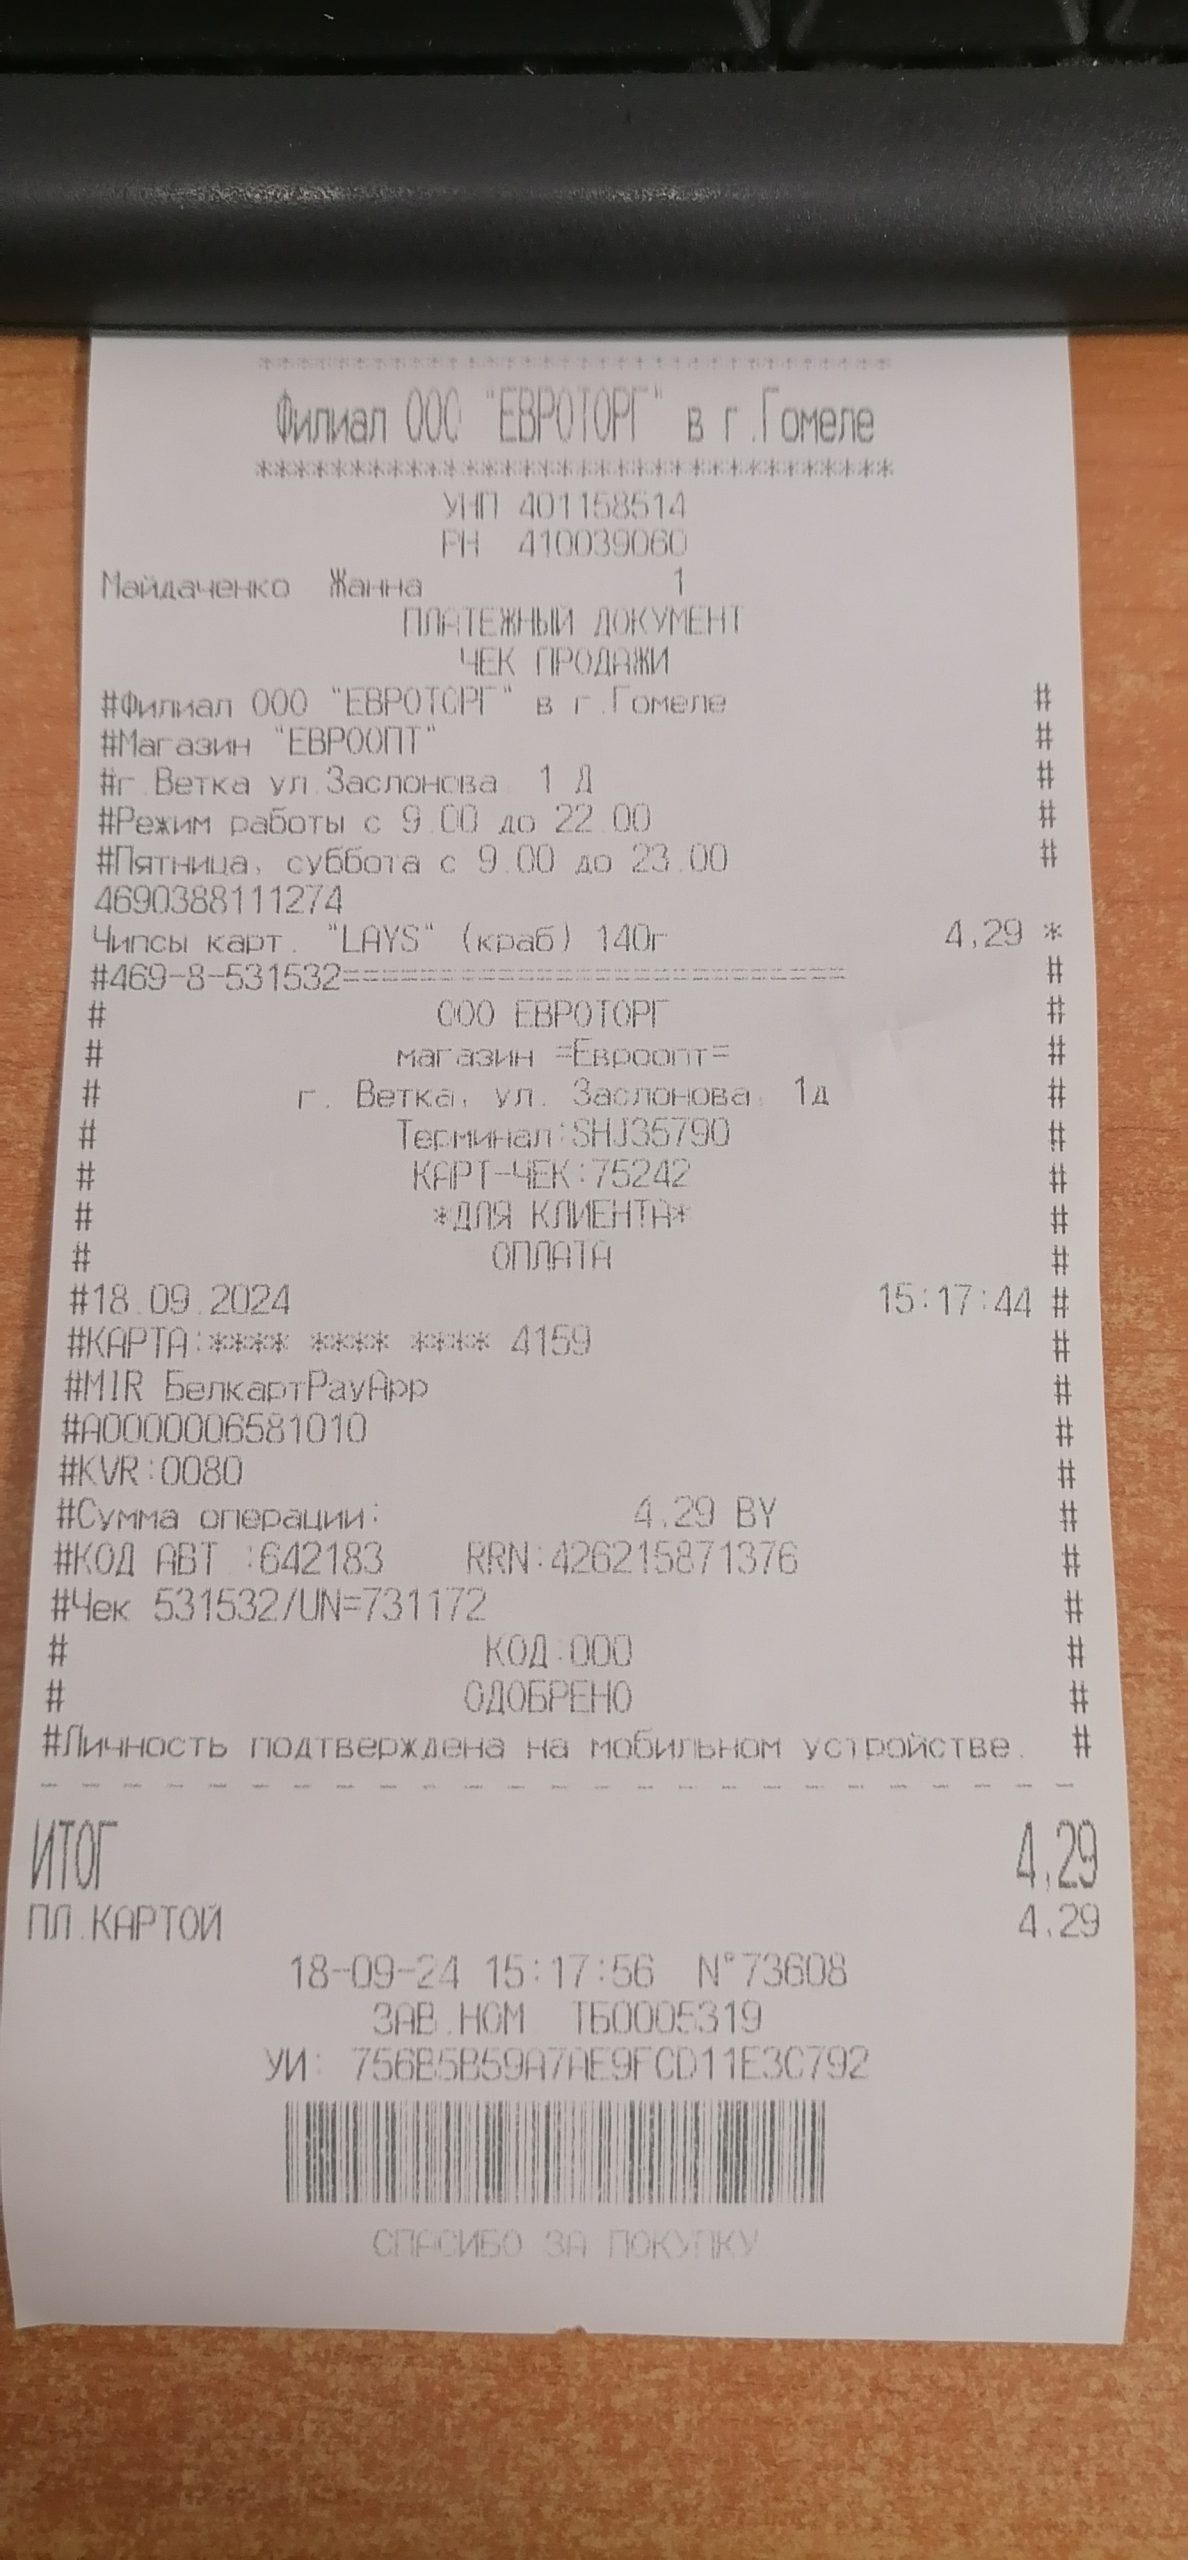 *********************************
Филиал ООО "ЕВРОТОРГ" в г.Гомеле
*********************************
УНП 401158514
РН 410039060
Майдаченко Жанна 1
ПЛАТЕЖНЫЙ ДОКУМЕНТ
ЧЕК ПРОДАЖИ
#Филиал ООО "ЕВРОТОРГ" в г.Гомеле #
#Магазин "ЕВРООПТ" #
#г.Ветка ул.Заслонова, 1 Д #
#Режим работы с 9.00 до 22.00 #
#Пятница, суббота с 9.00 до 23.00 #
4690388111274
Чипсы карт. "LAYS" (краб) 140г 4,29 *
#469-8-531532========================== #
# ООО ЕВРОТОРГ #
# магазин =Евроопт= #
# г. Ветка, ул. Заслонова, 1д #
# Терминал:SHJ35790 #
# КАРТ-ЧЕК:75242 #
# *ДЛЯ КЛИЕНТА* #
# ОПЛАТА #
#18.09.2024 15:17:44 #
#КАРТА:**** **** **** 4159 #
#MIR БелкартPayApp #
#A0000006581010 #
#KVR:0080 #
#Сумма операции: 4.29 BY #
#КОД АВТ.:642183 RRN:426215871376 #
#Чек 531532/UN=731172 #
# КОД:000 #
# ОДОБРЕНО #
#Личность подтверждена на мобильном устройстве. #
- - - - - - - - - - - - - - - - - - - - - - - - -
ИТОГ 4,29
ПЛ.КАРТОЙ 4,29
18-09-24 15:17:56 N°73608
ЗАВ.НОМ. ТБ0005319
УИ: 756B5B59A7AE9FCD11E3C792
СПАСИБО ЗА ПОКУПКУ